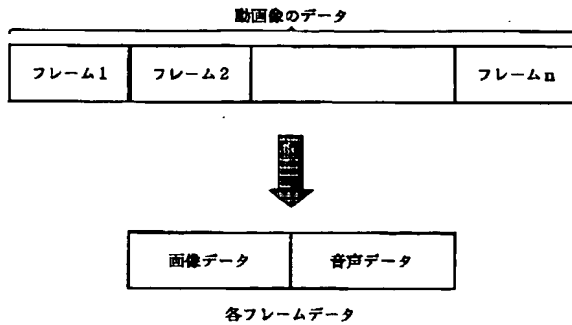 動画像のデータ
フレーム1 フレーム2 フレームn
画像データ 音声データ
各フレームデータ